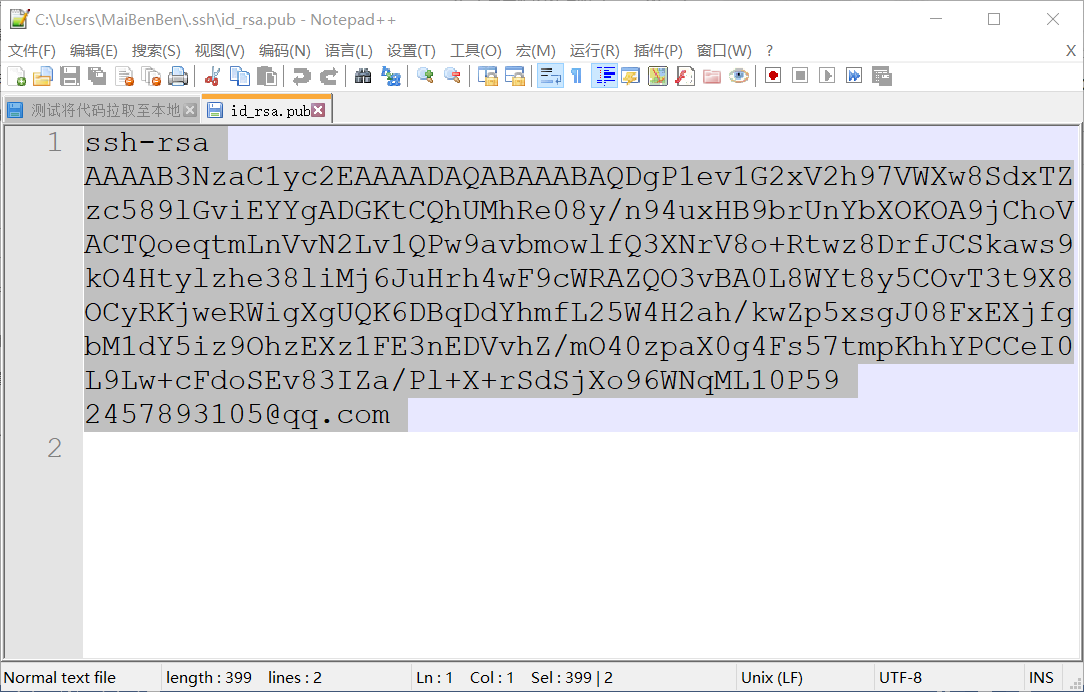 C:\Users\MaiBenBen\.ssh\id_rsa.pub - Notepad++
文件(F) 编辑(E) 搜索(S) 视图(V) 编码(N) 语言(L) 设置(T) 工具(O) 宏(M) 运行(R) 插件(P) 窗口(W) ? X
测试将代码拉取至本地 id_rsa.pub
1 ssh-rsa
AAAAB3NzaC1yc2EAAAADAQABAAABAQDgP1ev1G2xV2h97VWXw8SdxTZ
zc589lGviEYYgADGKtCQhUMhRe08y/n94uxHB9brUnYbXOKOA9jChoV
ACTQoeqtmLnVvN2Lv1QPw9avbmowlfQ3XNrV8o+Rtwz8DrfJCSkaws9
kO4Htylzhe38liMj6JuHrh4wF9cWRAZQO3vBA0L8WYt8y5COvT3t9X8
OCyRKjweRWigXgUQK6DBqDdYhmfL25W4H2ah/kwZp5xsgJ08FxEXjfg
bM1dY5iz9OhzEXz1FE3nEDVvhZ/mO40zpaX0g4Fs57tmpKhhYPCCeI0
L9Lw+cFdoSEv83IZa/Pl+X+rSdSjXo96WNqML10P59
2457893105@qq.com
2
Normal text file length : 399 lines : 2 Ln : 1 Col : 1 Sel : 399 | 2 Unix (LF) UTF-8 INS